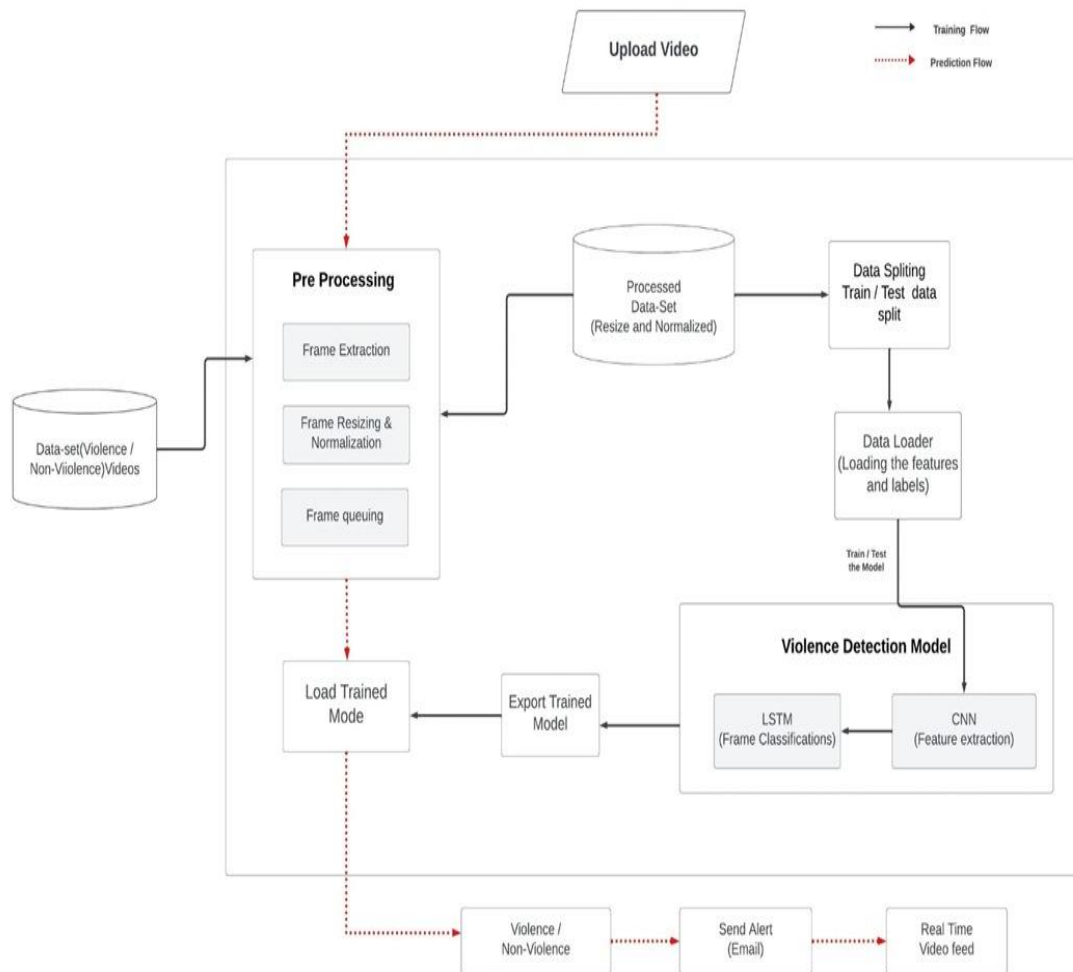 Upload Video
Training Flow
Prediction Flow
Pre Processing
Frame Extraction
Frame Resizing &
Normalization
Frame queuing
Data-set(Violence /
Non-Viiolence)Videos
Processed
Data-Set
(Resize and Normalized)
Data Spliting
Train / Test data
split
Data Loader
(Loading the features
and labels)
Train / Test
the Model
Violence Detection Model
LSTM
(Frame Classifications)
CNN
(Feature extraction)
Export Trained
Model
Load Trained
Mode
Violence /
Non-Violence
Send Alert
(Email)
Real Time
Video feed